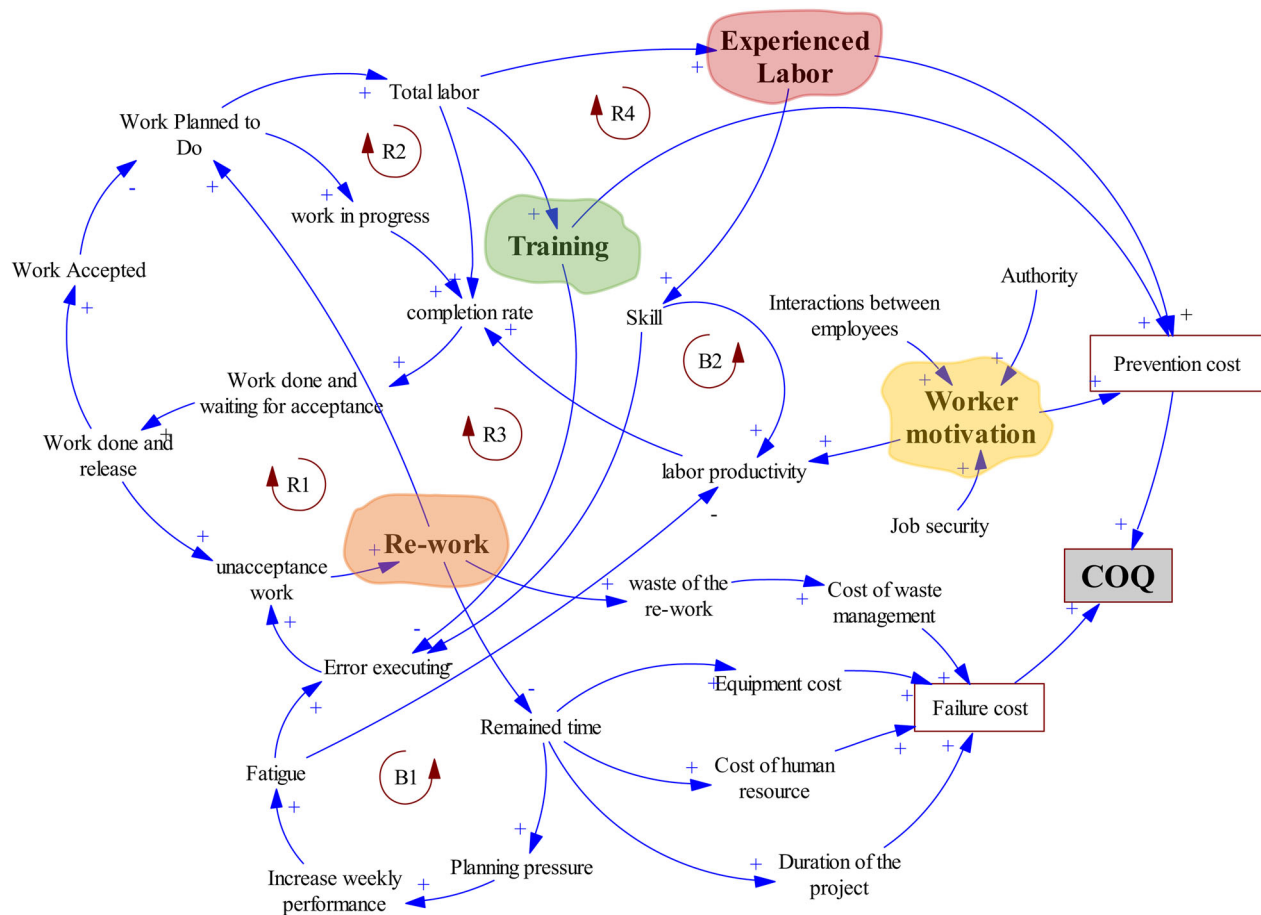 Experienced
Labor
Total labor
R4
Work Planned to
Do
R2
work in progress
Training
Work Accepted
Authority
Interactions between
employees
completion rate
Skill
B2
Prevention cost
Work done and
waiting for acceptance
Worker
motivation
Work done and
release
R3
labor productivity
R1
Job security
Re-work
unacceptance
work
waste of the
re-work
Cost of waste
management
COQ
Error executing
Equipment cost
Failure cost
Remained time
Fatigue
B1
Cost of human
resource
Planning pressure
Duration of the
project
Increase weekly
performance